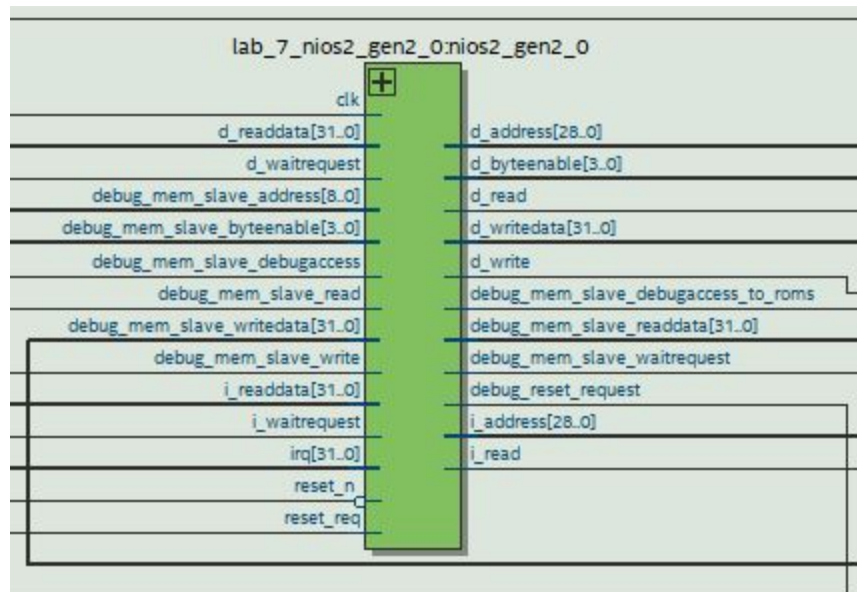 lab_7_nios2_gen2_0:nios2_gen2_0
clk
d_readdata[31..0]
d_waitrequest
debug_mem_slave_address[8..0]
debug_mem_slave_byteenable[3..0]
debug_mem_slave_debugaccess
debug_mem_slave_read
debug_mem_slave_writedata[31..0]
debug_mem_slave_write
i_readdata[31..0]
i_waitrequest
irq[31..0]
reset_n
reset_req
d_address[28..0]
d_byteenable[3..0]
d_read
d_writedata[31..0]
d_write
debug_mem_slave_debugaccess_to_roms
debug_mem_slave_readdata[31..0]
debug_mem_slave_waitrequest
debug_reset_request
i_address[28..0]
i_read